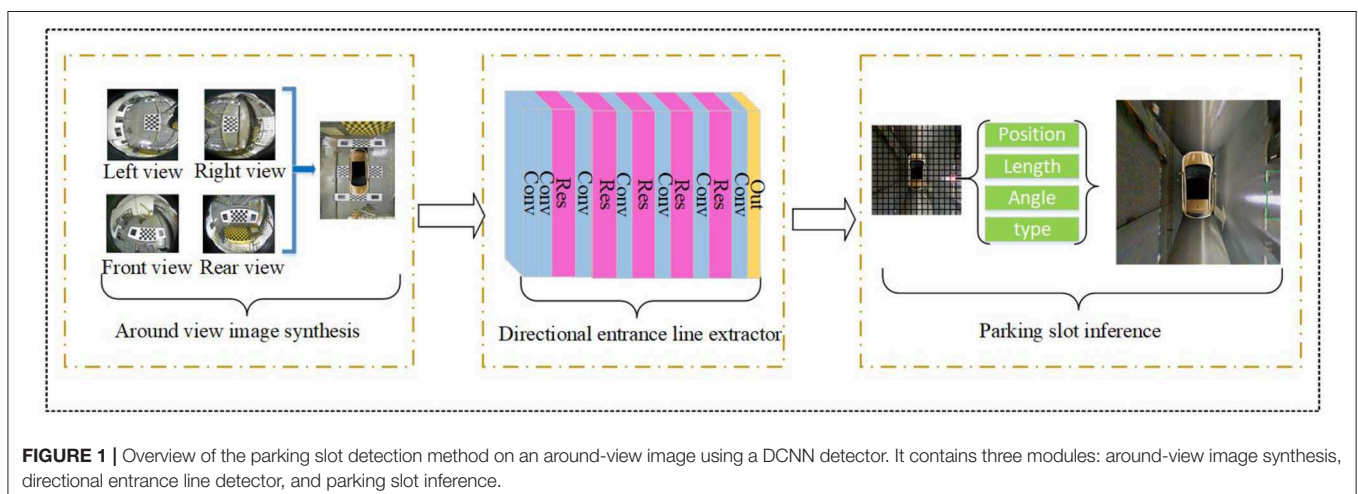 Left view
Right view
Front view
Rear view
Around view image synthesis
Conv
Conv
Res
Conv
Res
Conv
Res
Conv
Res
Conv
Res
Conv
Out
Directional entrance line extractor
Position
Length
Angle
type
Parking slot inference
FIGURE 1 | Overview of the parking slot detection method on an around-view image using a DCNN detector. It contains three modules: around-view image synthesis,
directional entrance line detector, and parking slot inference.